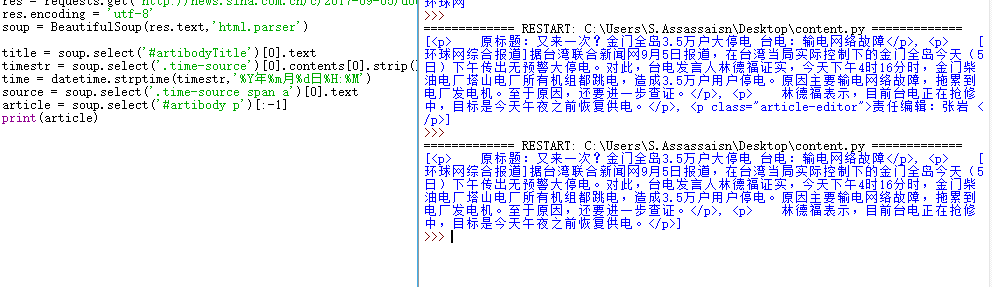 res = requests.get('http://news.sina.com.cn/c/2017-09-05/doc
res.encoding = 'utf-8'
soup = BeautifulSoup(res.text,'html.parser')
title = soup.select('#artibodyTitle')[0].text
timestr = soup.select('.time-source')[0].contents[0].strip()
time = datetime.strptime(timestr,'%Y年%m月%d日%H:%M')
source = soup.select('.time-source span a')[0].text
article = soup.select('#artibody p')[:-1]
print(article)
环球网
>>>
============== RESTART: C:\Users\S.Assassaisn\Desktop\content.py ==============
[<p>　　原标题：又来一次？金门全岛3.5万户大停电 台电：输电网络故障</p>, <p>　　[
环球网综合报道]据台湾联合新闻网9月5日报道，在台湾当局实际控制下的金门全岛今天（5
日）下午传出无预警大停电。对此，台电发言人林德福证实，今天下午4时16分时，金门柴
油电厂塔山电厂所有机组都跳电，造成3.5万用户停电。原因主要输电网络故障，拖累到
电厂发电机。至于原因，还要进一步查证。</p>, <p>　　林德福表示，目前台电正在抢修
中，目标是今天午夜之前恢复供电。</p>, <p class="article-editor">责任编辑：张岩 <
/p>]
>>>
============== RESTART: C:\Users\S.Assassaisn\Desktop\content.py ==============
[<p>　　原标题：又来一次？金门全岛3.5万户大停电 台电：输电网络故障</p>, <p>　　[
环球网综合报道]据台湾联合新闻网9月5日报道，在台湾当局实际控制下的金门全岛今天（5
日）下午传出无预警大停电。对此，台电发言人林德福证实，今天下午4时16分时，金门柴
油电厂塔山电厂所有机组都跳电，造成3.5万用户停电。原因主要输电网络故障，拖累到
电厂发电机。至于原因，还要进一步查证。</p>, <p>　　林德福表示，目前台电正在抢修
中，目标是今天午夜之前恢复供电。</p>]
>>>